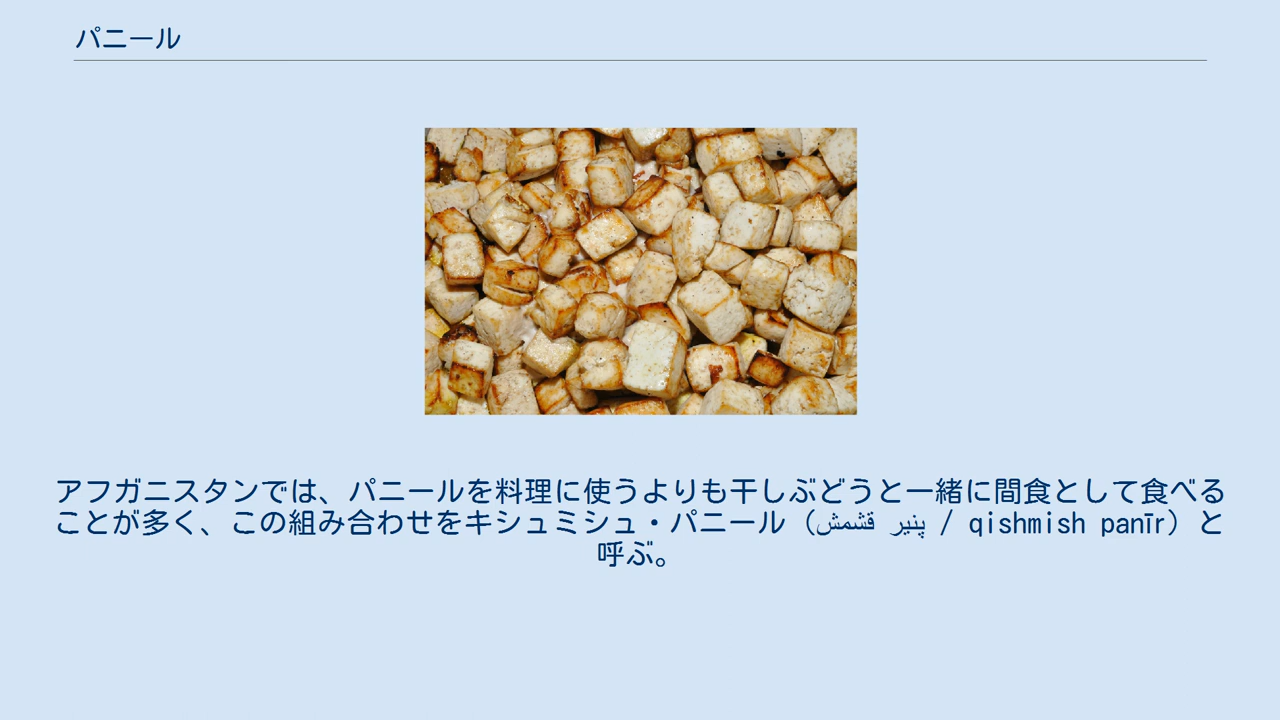 パニール
アフガニスタンでは、パニールを料理に使うよりも干しぶどうと一緒に間食として食べる
ことが多く、この組み合わせをキシュミシュ・パニール（قشمش پنیر / qishmish panīr）と
呼ぶ。